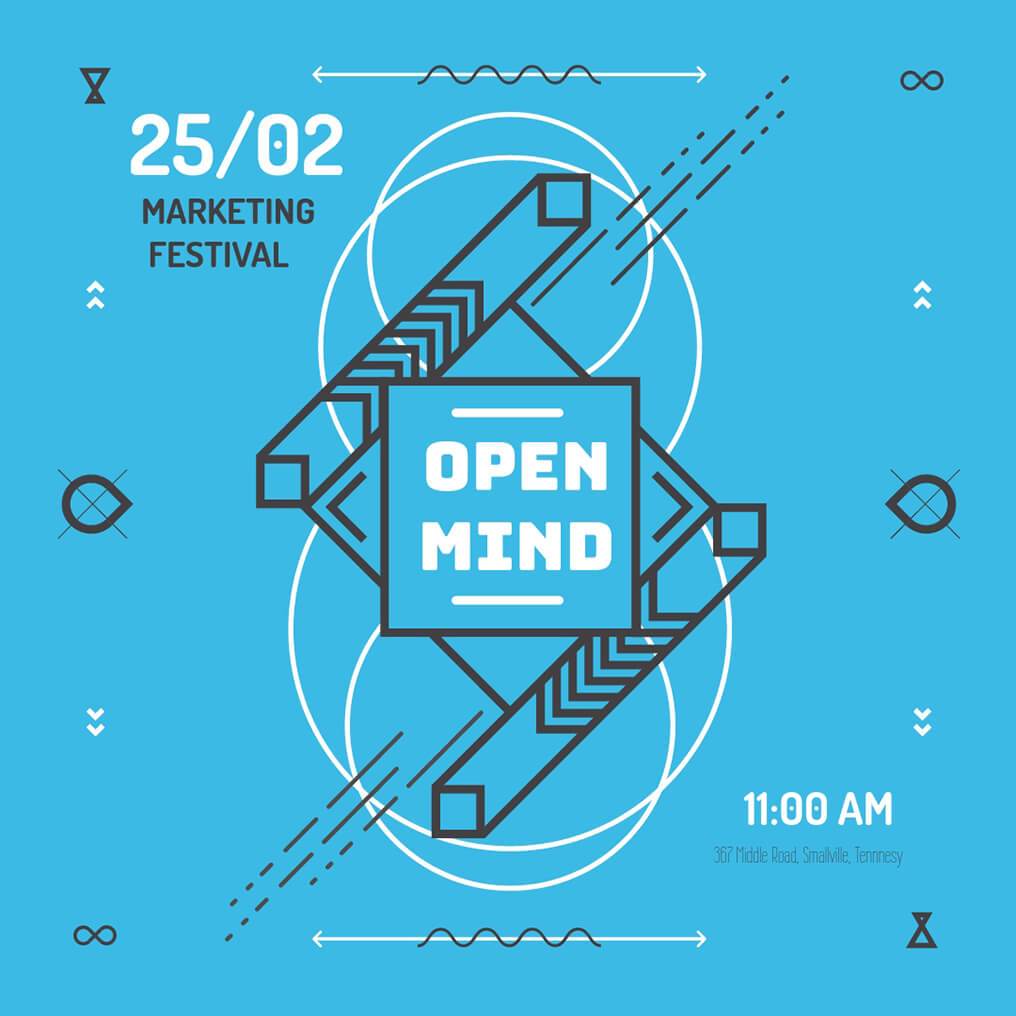 25/02
MARKETING
FESTIVAL
OPEN
MIND
11:00 AM
367 Middle Road, Smallville, Tennnesy